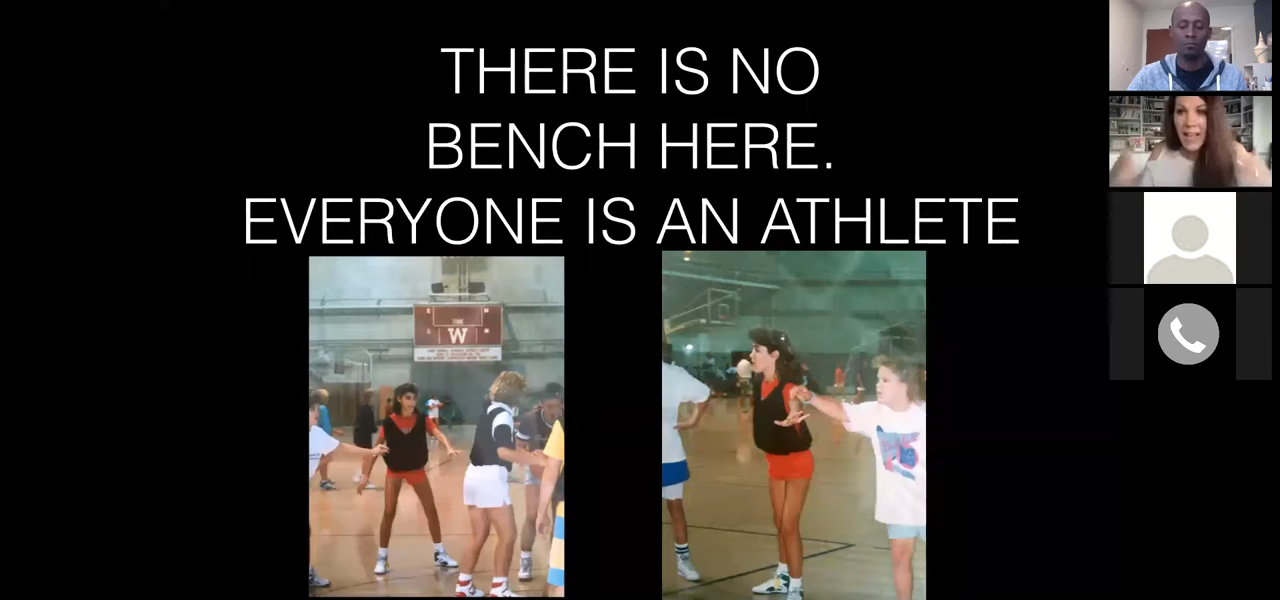 THERE IS NO
BENCH HERE.
EVERYONE IS AN ATHLETE
W